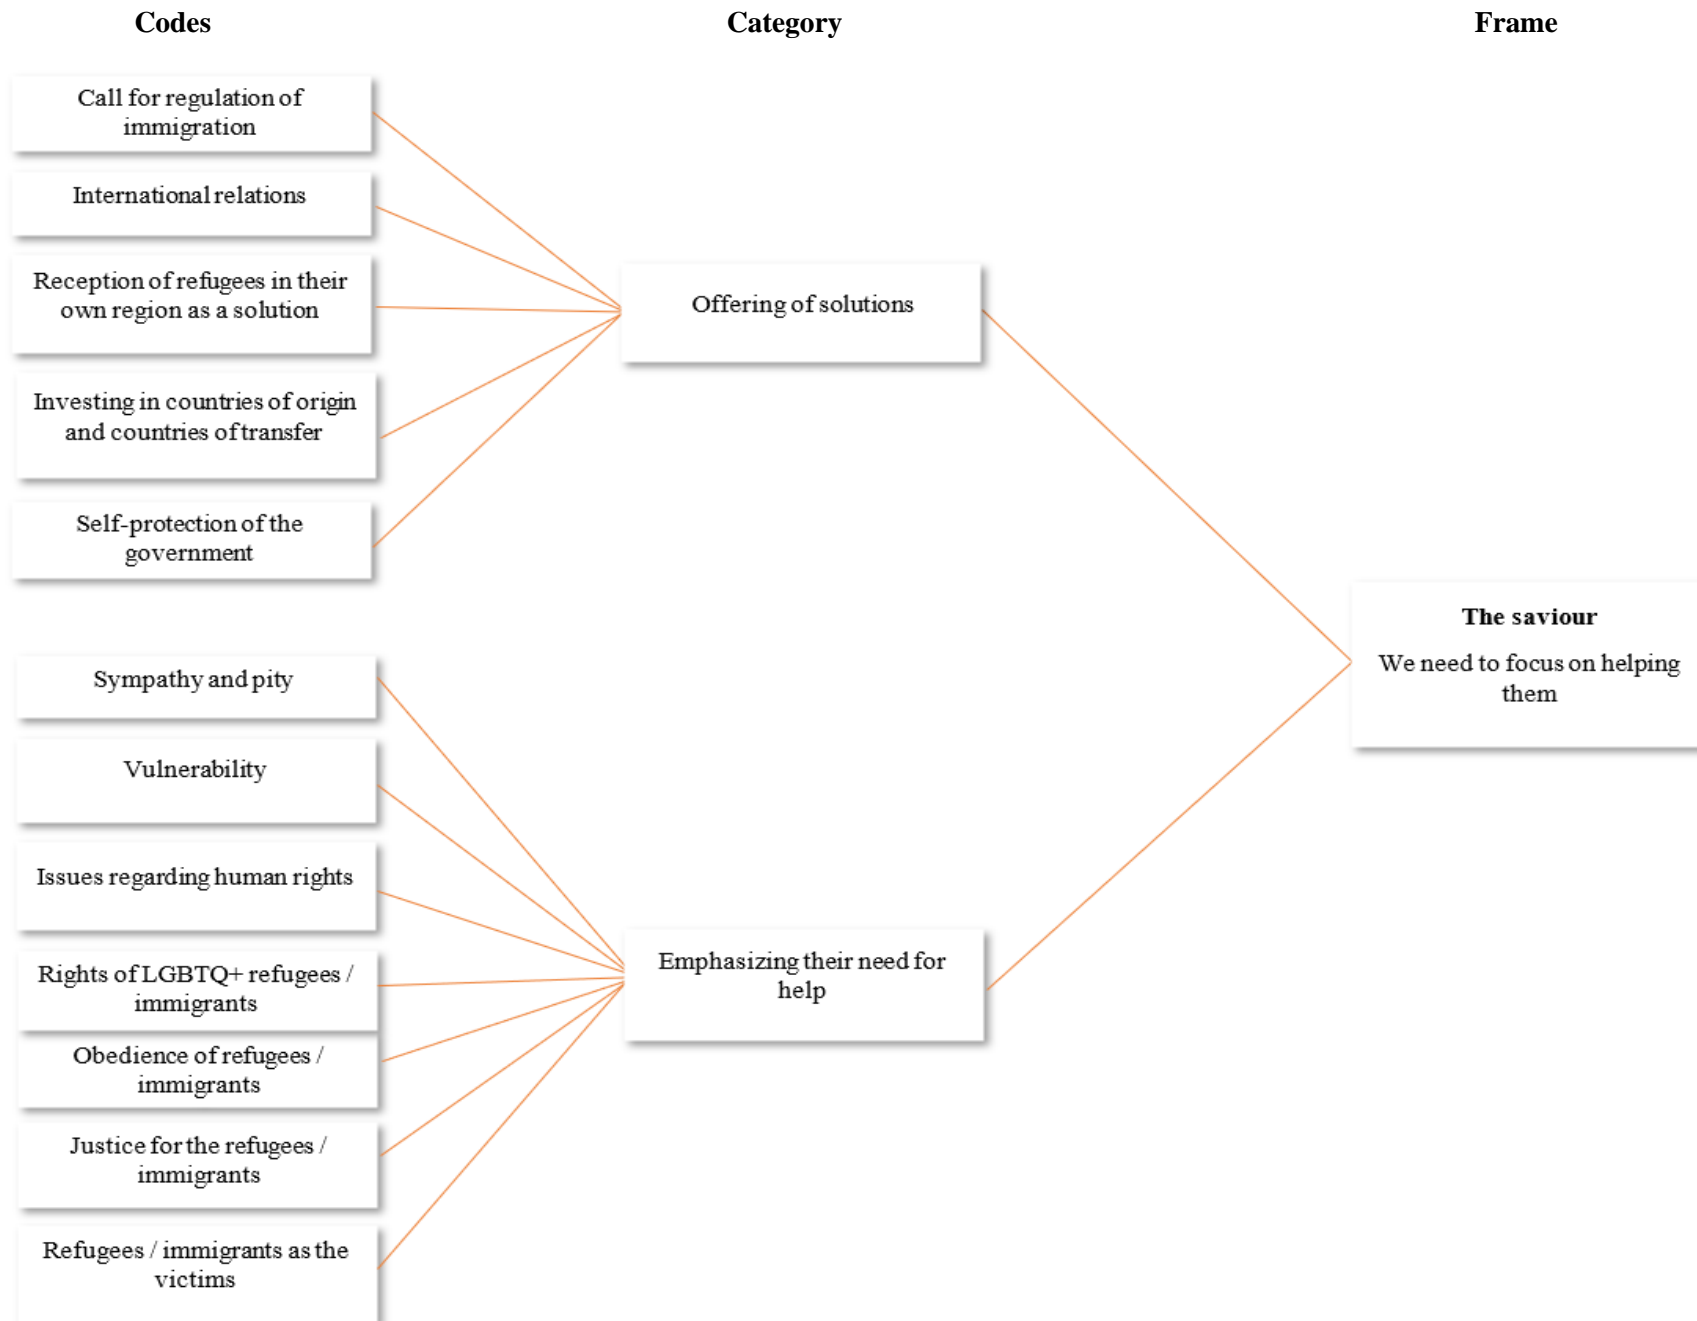 Codes
Category
Frame
Call for regulation of
immigration
International relations
Reception of refugees in their
own region as a solution
Investing in countries of origin
and countries of transfer
Self-protection of the
government
Offering of solutions
Sympathy and pity
Vulnerability
Issues regarding human rights
Rights of LGBTQ+ refugees /
immigrants
Obedience of refugees /
immigrants
Justice for the refugees /
immigrants
Refugees / immigrants as the
victims
Emphasizing their need for
help
The saviour
We need to focus on helping
them